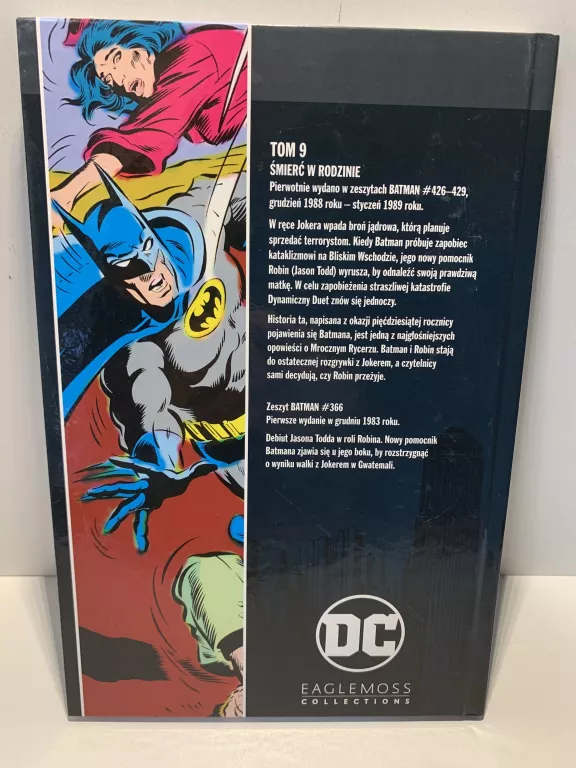 TOM 9
ŚMIERĆ W RODZINIE
Pierwotnie wydano w zeszytach BATMAN #426–429,
grudzień 1988 roku – styczeń 1989 roku.
W ręce Jokera wpada broń jądrowa, którą planuje
sprzedać terrorystom. Kiedy Batman próbuje zapobiec
kataklizmowi na Bliskim Wschodzie, jego nowy pomocnik
Robin (Jason Todd) wyrusza, by odnaleźć swoją prawdziwą
matkę. W celu zapobieżenia straszliwej katastrofie
Dynamiczny Duet znów się jednoczy.
Historia ta, napisana z okazji pięćdziesiątej rocznicy
pojawienia się Batmana, jest jedną z najgłośniejszych
opowieści o Mrocznym Rycerzu. Batman i Robin stają
do ostatecznej rozgrywki z Jokerem, a czytelnicy
sami decydują, czy Robin przeżyje.
Zeszyt BATMAN #366
Pierwsze wydanie w grudniu 1983 roku.
Debiut Jasona Todda w roli Robina. Nowy pomocnik
Batmana zjawia się u jego boku, by rozstrzygnąć
o wyniku walki z Jokerem w Gwatemali.
DC
EAGLEMOSS
COLLECTIONS